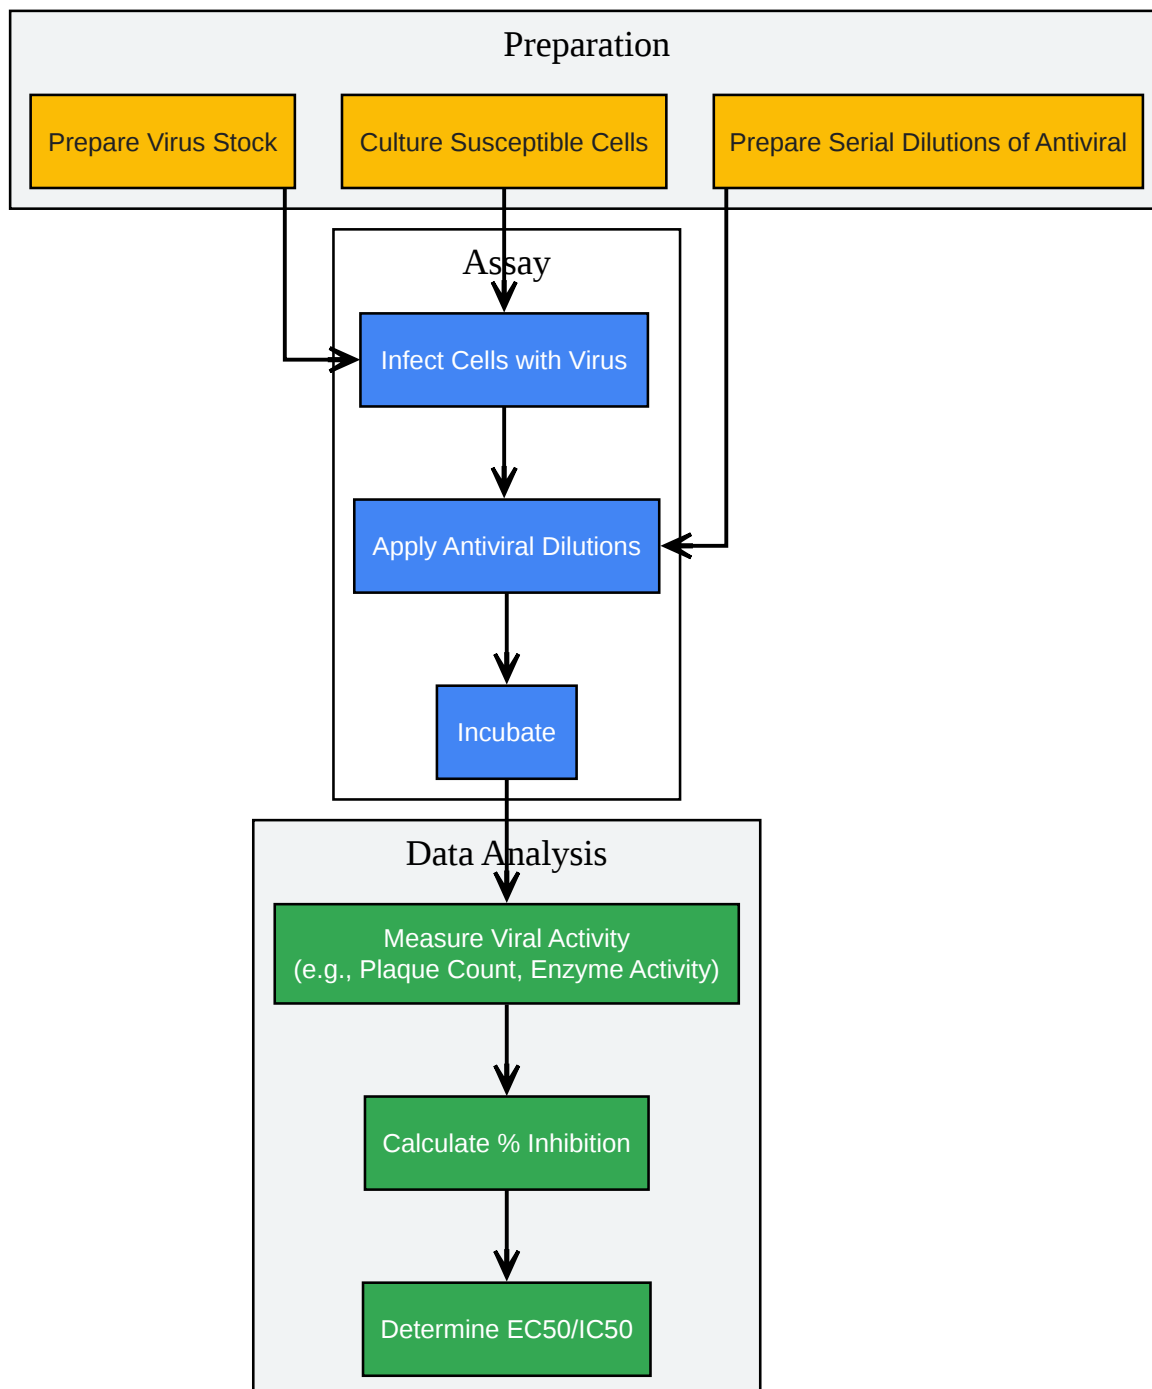 Preparation
Prepare Virus Stock
Culture Susceptible Cells
Prepare Serial Dilutions of Antiviral
Assay
Infect Cells with Virus
Apply Antiviral Dilutions
Incubate
Data Analysis
Measure Viral Activity
(e.g., Plaque Count, Enzyme Activity)
Calculate % Inhibition
Determine EC50/IC50